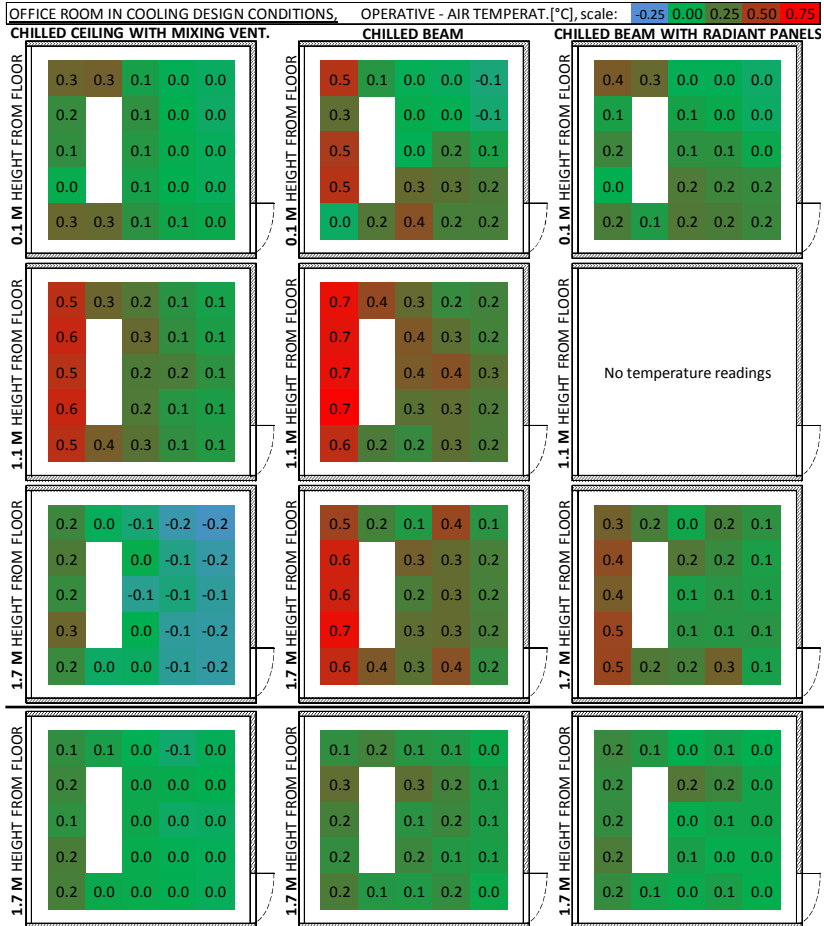 OFFICE ROOM IN COOLING DESIGN CONDITIONS, OPERATIVE - AIR TEMPERAT.[°C], scale: -0.25 0.00 0.25 0.50 0.75
CHILLED CEILING WITH MIXING VENT. CHILLED BEAM CHILLED BEAM WITH RADIANT PANELS
0.1 M HEIGHT FROM FLOOR
0.3 0.3 0.1 0.0 0.0
0.2 0.1 0.0 0.0
0.1 0.1 0.0 0.0
0.0 0.1 0.0 0.0
0.3 0.3 0.1 0.1 0.0
0.1 M HEIGHT FROM FLOOR
0.5 0.1 0.0 0.0 -0.1
0.3 0.0 0.0 -0.1
0.5 0.0 0.2 0.1
0.5 0.3 0.3 0.2
0.0 0.2 0.4 0.2 0.2
0.1 M HEIGHT FROM FLOOR
0.4 0.3 0.0 0.0 0.0
0.1 0.1 0.0 0.0
0.2 0.1 0.1 0.0
0.0 0.2 0.2 0.2
0.2 0.1 0.2 0.2 0.2
1.1 M HEIGHT FROM FLOOR
0.5 0.3 0.2 0.1 0.1
0.6 0.3 0.1 0.1
0.5 0.2 0.2 0.1
0.6 0.2 0.1 0.1
0.5 0.4 0.3 0.1 0.1
1.1 M HEIGHT FROM FLOOR
0.7 0.4 0.3 0.2 0.2
0.7 0.4 0.3 0.2
0.7 0.4 0.4 0.3
0.7 0.3 0.3 0.2
0.6 0.2 0.2 0.3 0.2
1.1 M HEIGHT FROM FLOOR
No temperature readings
1.7 M HEIGHT FROM FLOOR
0.2 0.0 -0.1 -0.2 -0.2
0.2 0.0 -0.1 -0.2
0.2 -0.1 -0.1 -0.1
0.3 0.0 -0.1 -0.2
0.2 0.0 0.0 -0.1 -0.2
1.7 M HEIGHT FROM FLOOR
0.5 0.2 0.1 0.4 0.1
0.6 0.3 0.3 0.2
0.6 0.2 0.3 0.2
0.7 0.3 0.3 0.2
0.6 0.4 0.3 0.4 0.2
1.7 M HEIGHT FROM FLOOR
0.3 0.2 0.0 0.2 0.1
0.4 0.2 0.2 0.1
0.4 0.1 0.1 0.1
0.5 0.1 0.1 0.1
0.5 0.2 0.2 0.3 0.1
1.7 M HEIGHT FROM FLOOR
0.1 0.1 0.0 -0.1 0.0
0.2 0.0 0.0 0.0
0.1 0.0 0.0 0.0
0.2 0.0 0.0 0.0
0.2 0.0 0.0 0.0 0.0
1.7 M HEIGHT FROM FLOOR
0.1 0.2 0.1 0.1 0.0
0.3 0.3 0.2 0.1
0.2 0.1 0.2 0.1
0.2 0.2 0.1 0.1
0.2 0.1 0.1 0.2 0.0
1.7 M HEIGHT FROM FLOOR
0.2 0.1 0.0 0.1 0.0
0.2 0.2 0.2 0.0
0.2 0.0 0.1 0.0
0.2 0.1 0.0 0.0
0.2 0.1 0.0 0.1 0.0